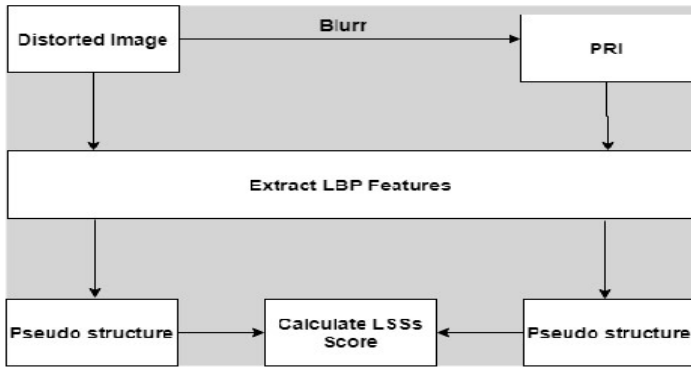 Distorted Image
Blurr
PRI
Extract LBP Features
Pseudo structure
Calculate LSSs
Score
Pseudo structure